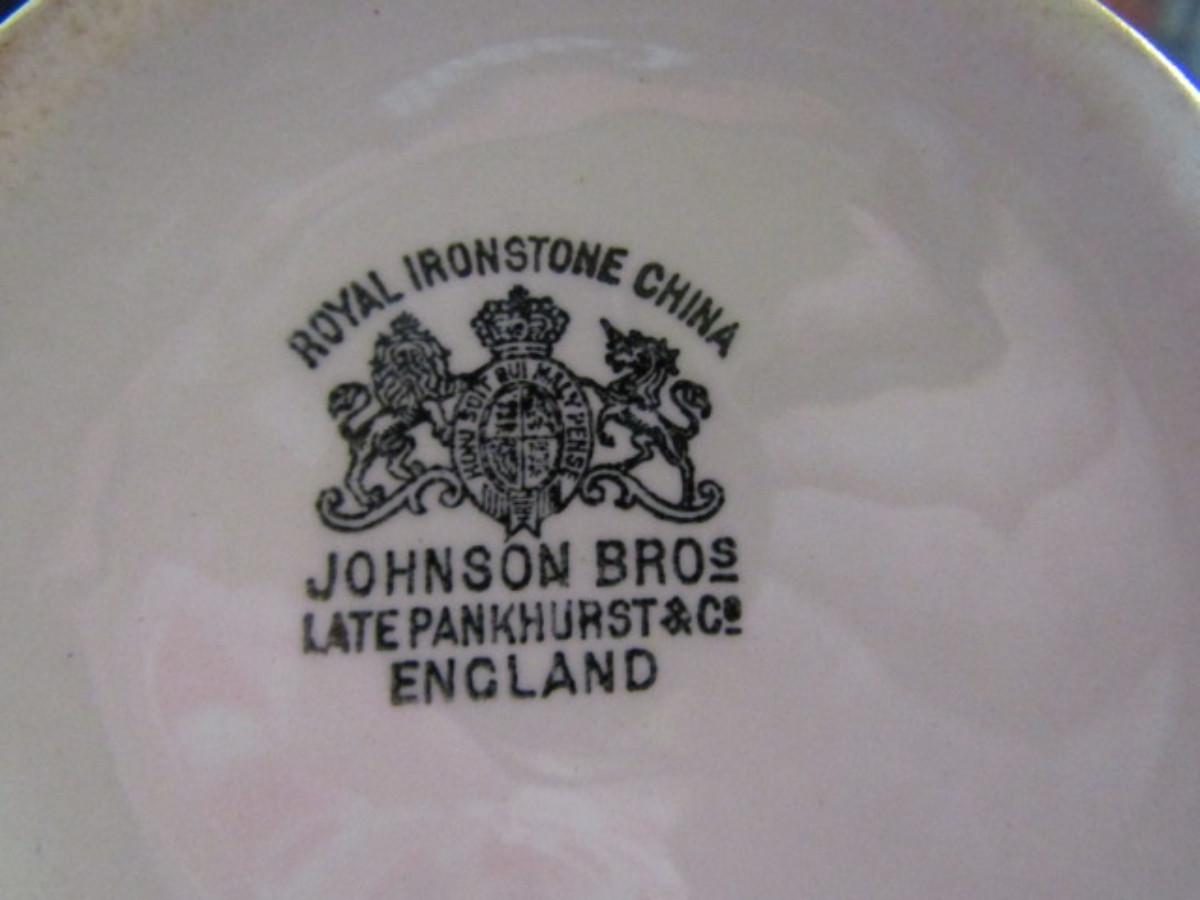 ROYAL IRONSTONE CHINA
HONI SOIT QUI MAL Y PENSE
JOHNSON BROS
LATE PANKHURST & Co
ENGLAND